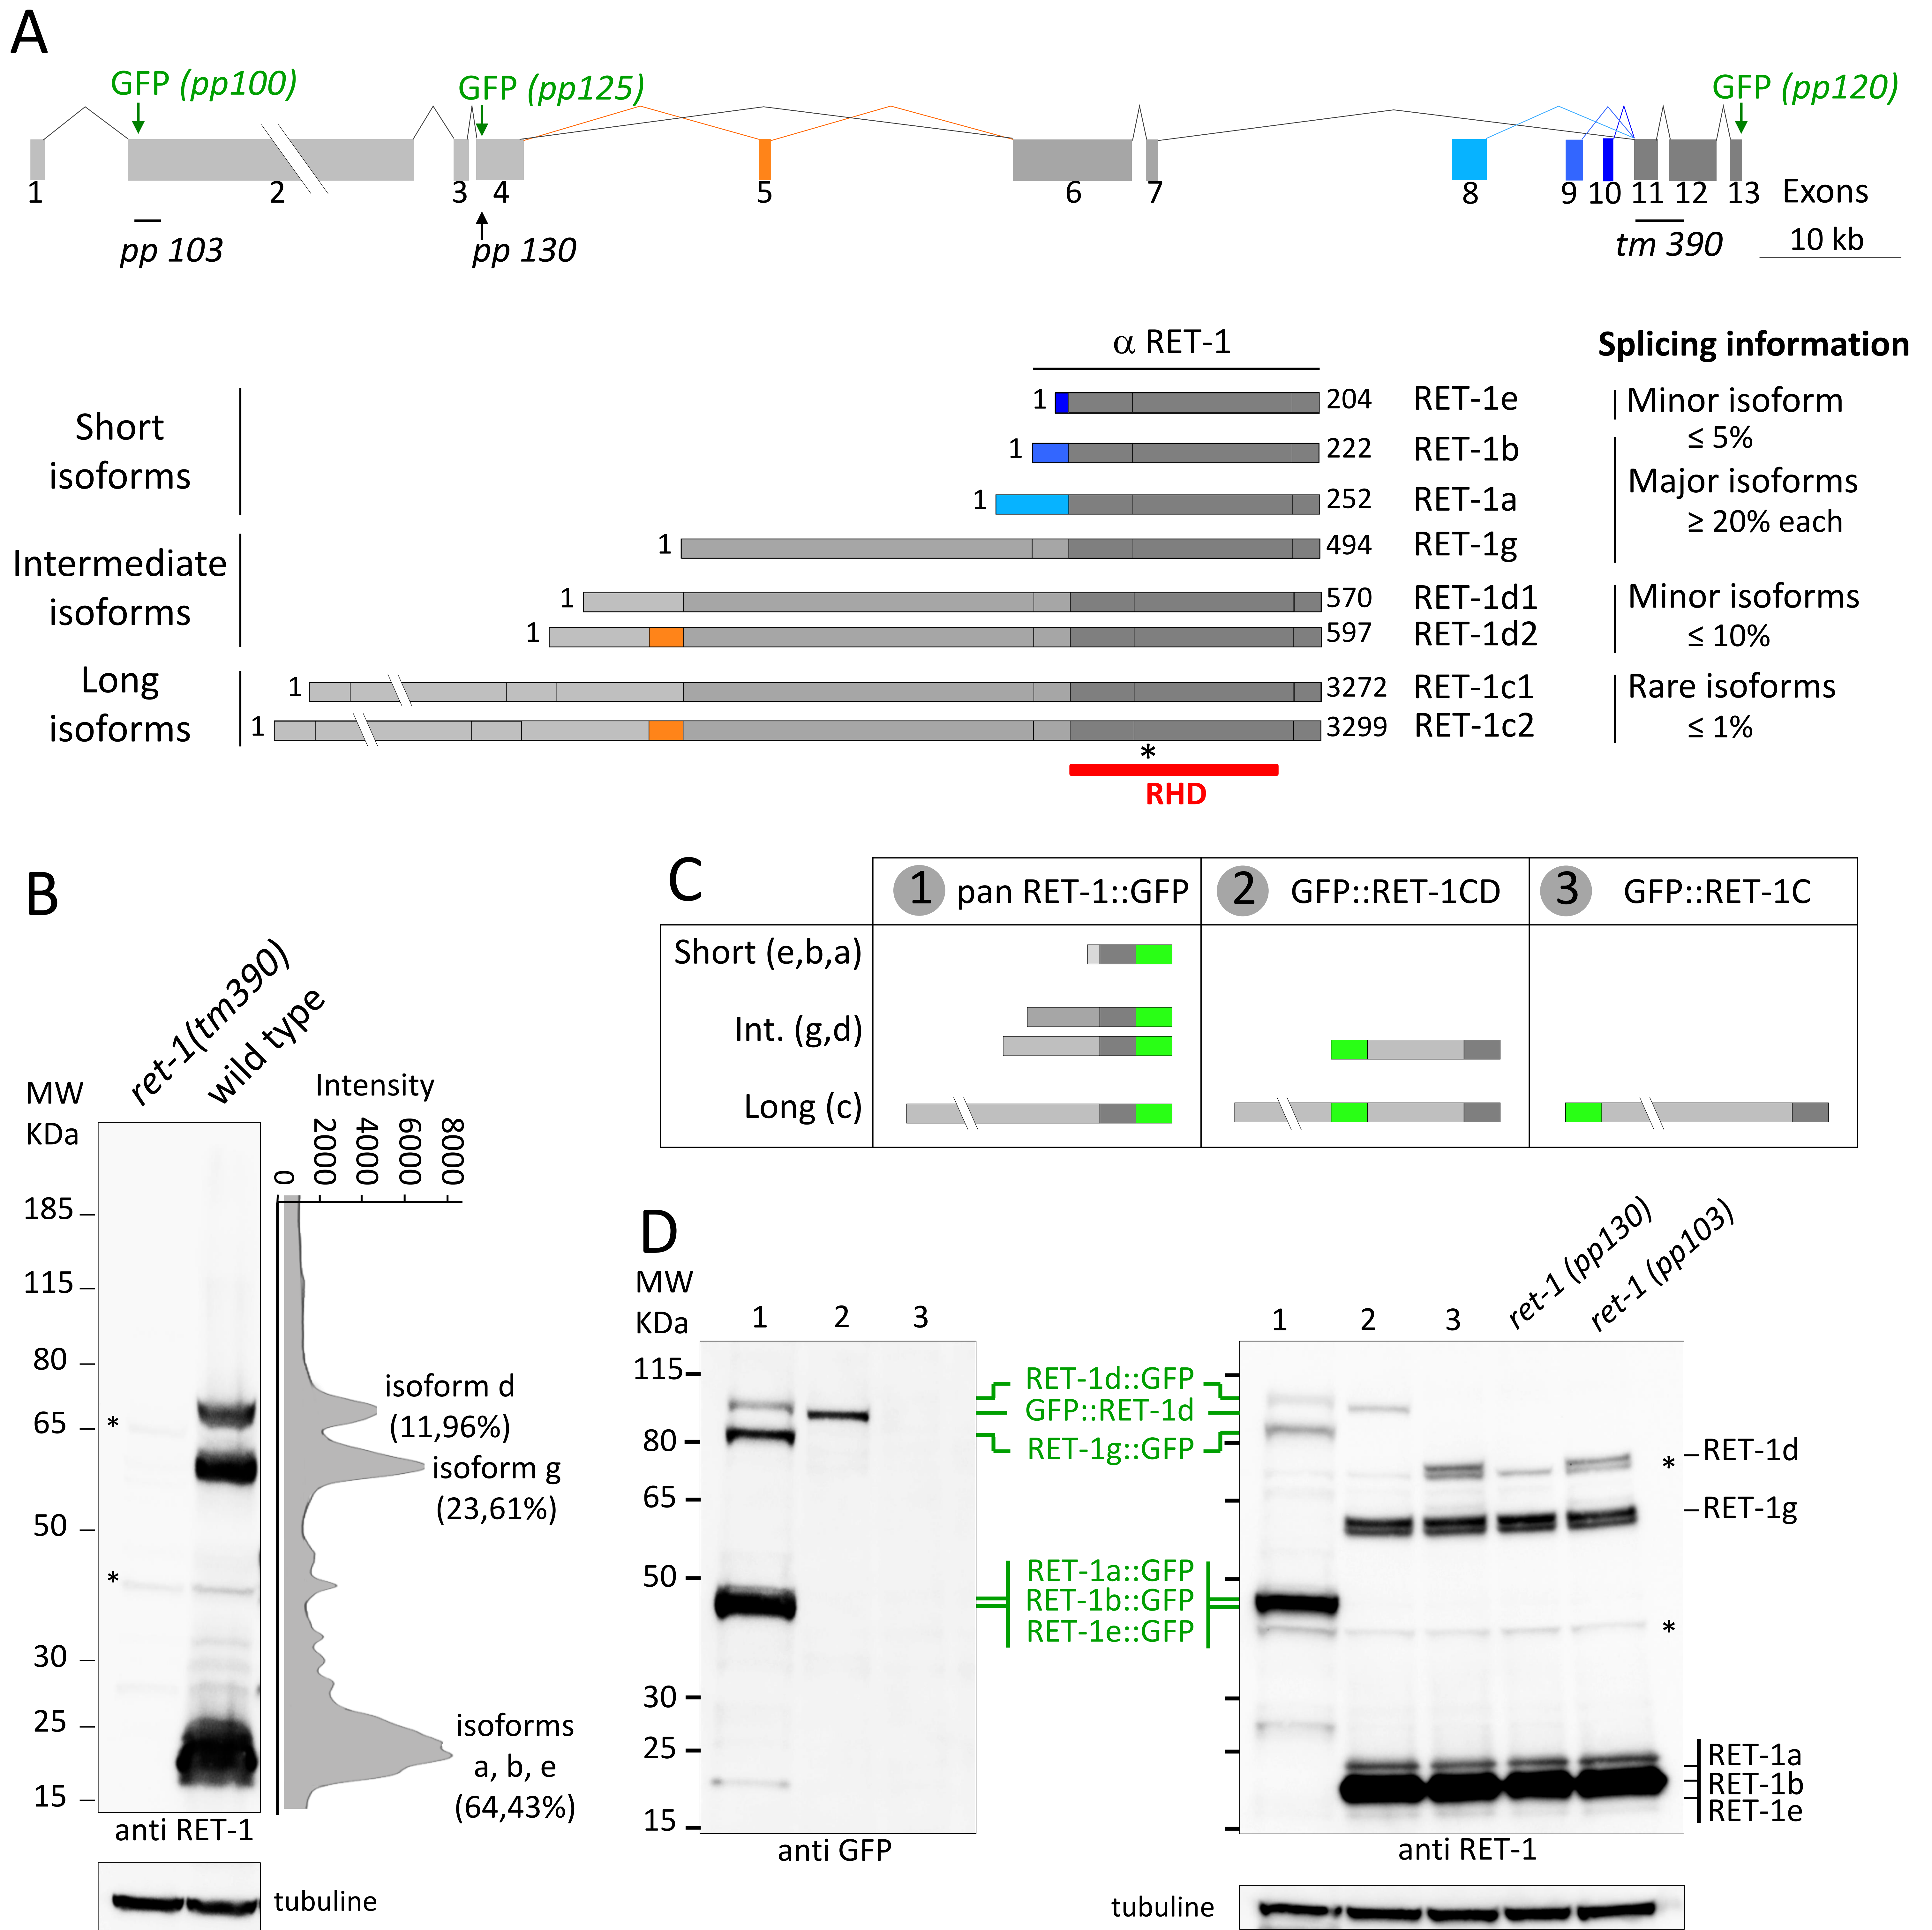 A
GFP (pp100)
GFP (pp125)
GFP (pp120)
1 2 3 4 5 6 7 8 9 10 11 12 13 Exons
pp 103
pp 130
tm 390
10 kb
α RET-1
Splicing information
Short
isoforms
1 204 RET-1e
Minor isoform
≤ 5%
1 222 RET-1b
1 252 RET-1a
Major isoforms
≥ 20% each
Intermediate
isoforms
1 494 RET-1g
1 570 RET-1d1
1 597 RET-1d2
Minor isoforms
≤ 10%
Long
isoforms
1 3272 RET-1c1
1 3299 RET-1c2
Rare isoforms
≤ 1%
*
RHD
B
ret-1(tm390)
wild type
MW
KDa
Intensity
0 2000 4000 6000 8000
185
115
80
65
50
30
25
15
*
*
isoform d
(11,96%)
isoform g
(23,61%)
isoforms
a, b, e
(64,43%)
anti RET-1
tubuline
C
1 pan RET-1::GFP
2 GFP::RET-1CD
3 GFP::RET-1C
Short (e,b,a)
Int. (g,d)
Long (c)
D
MW
KDa
1 2 3
115
80
65
50
30
25
15
anti GFP
RET-1d::GFP
GFP::RET-1d
RET-1g::GFP
RET-1a::GFP
RET-1b::GFP
RET-1e::GFP
1 2 3 ret-1 (pp130) ret-1 (pp103)
RET-1d
*
RET-1g
*
RET-1a
RET-1b
RET-1e
anti RET-1
tubuline